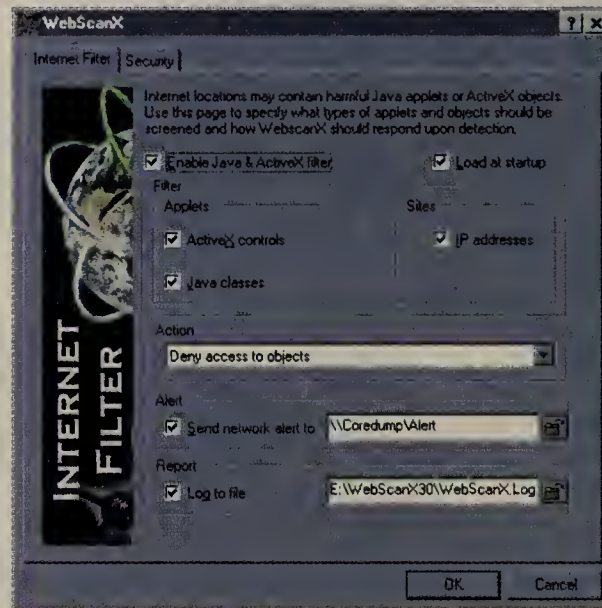 WebScanX
Internet Filter Security
Internet locations may contain harmful Java applets or ActiveX objects.
Use this page to specify what types of applets and objects should be
screened and how WebscanX should respond upon detection.
Enable Java & ActiveX filter
Load at startup
Filter
Applets
Sites
ActiveX controls
IP addresses
Java classes
Action
Deny access to objects
Alert
Send network alert to
\\Coredump\Alert
Report
Log to file
E:\WebScanX30\WebScanX.Log
INTERNET
FILTER
OK
Cancel